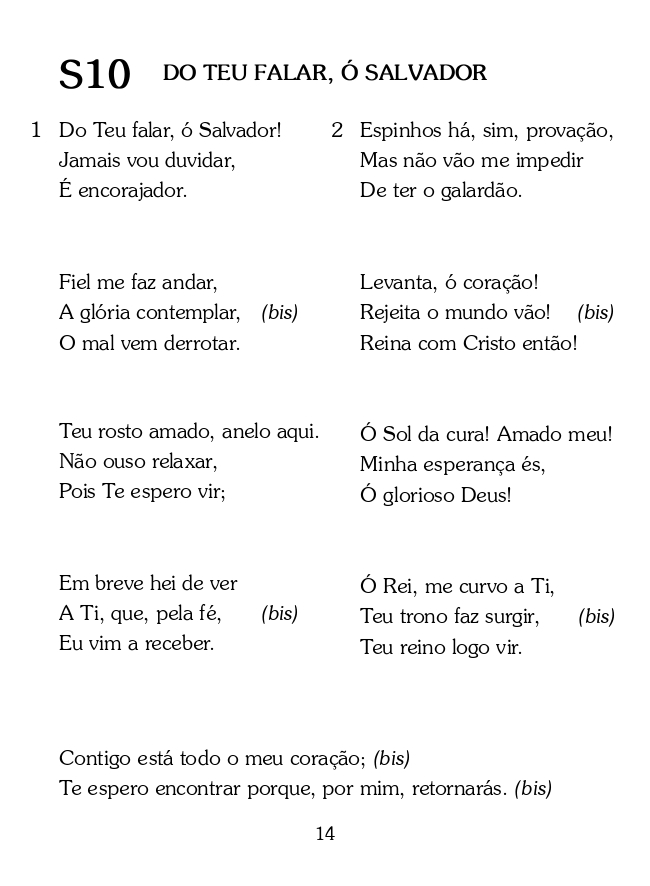 S10 DO TEU FALAR, Ó SALVADOR
1 Do Teu falar, ó Salvador!
Jamais vou duvidar,
É encorajador.
Fiel me faz andar,
A glória contemplar, (bis)
O mal vem derrotar.
Teu rosto amado, anelo aqui.
Não ouso relaxar,
Pois Te espero vir;
Em breve hei de ver
A Ti, que, pela fé, (bis)
Eu vim a receber.
2 Espinhos há, sim, provação,
Mas não vão me impedir
De ter o galardão.
Levanta, ó coração!
Rejeita o mundo vão! (bis)
Reina com Cristo então!
Ó Sol da cura! Amado meu!
Minha esperança és,
Ó glorioso Deus!
Ó Rei, me curvo a Ti,
Teu trono faz surgir, (bis)
Teu reino logo vir.
Contigo está todo o meu coração; (bis)
Te espero encontrar porque, por mim, retornarás. (bis)
14